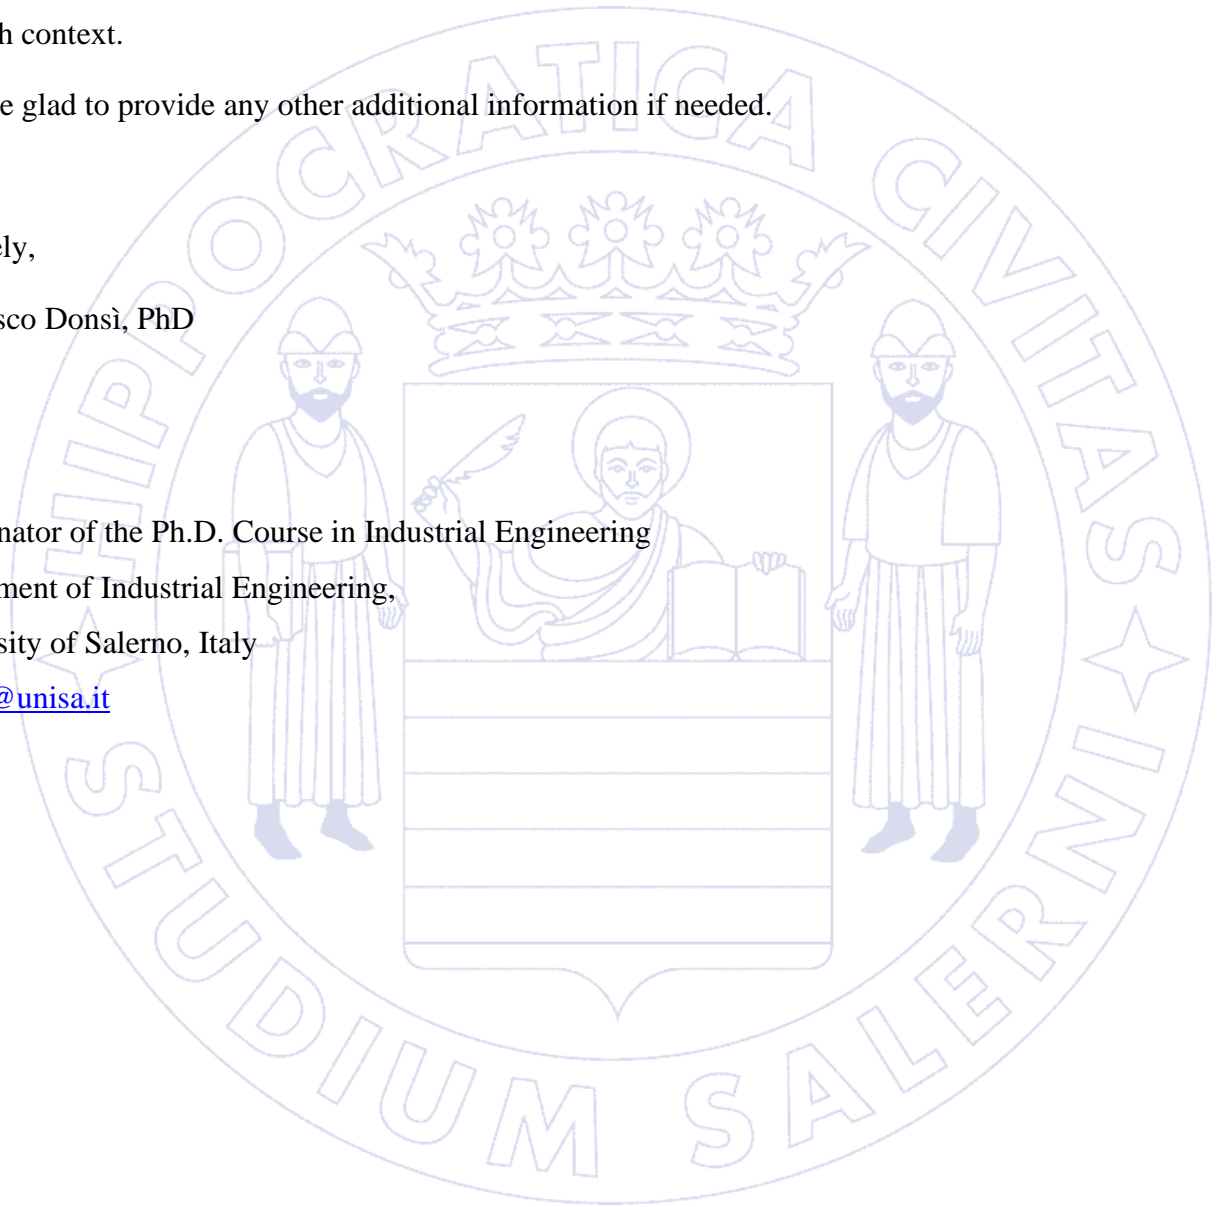 h context.
e glad to provide any other additional information if needed.
ely,
sco Donsì, PhD
nator of the Ph.D. Course in Industrial Engineering
ment of Industrial Engineering,
sity of Salerno, Italy
@unisa.it
HIPPOCRATICA CIVITAS
STUDIUM SALERNI